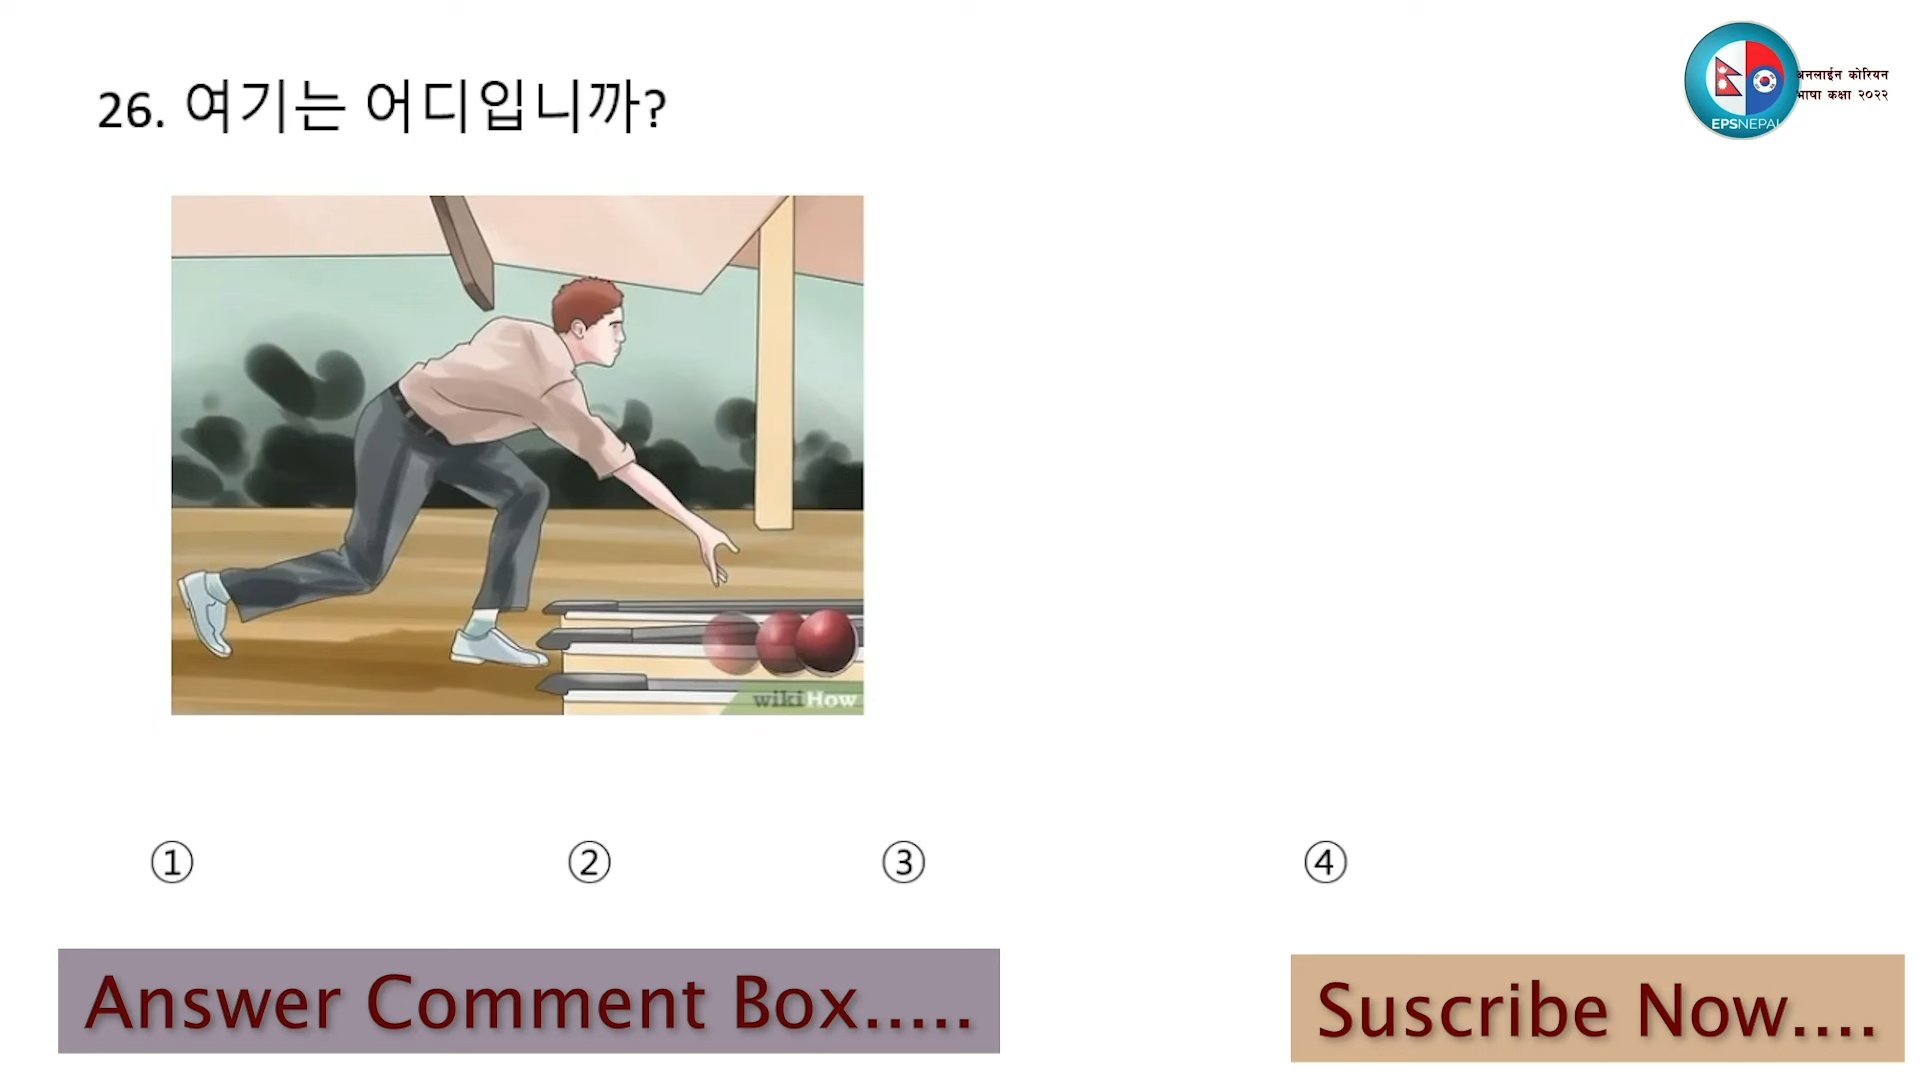 26. 여기는 어디입니까?
अनलाईन कोरियन
भाषा कक्षा २०२२
EPSNEPAL
wikiHow
① ② ③ ④
Answer Comment Box.....
Suscribe Now....